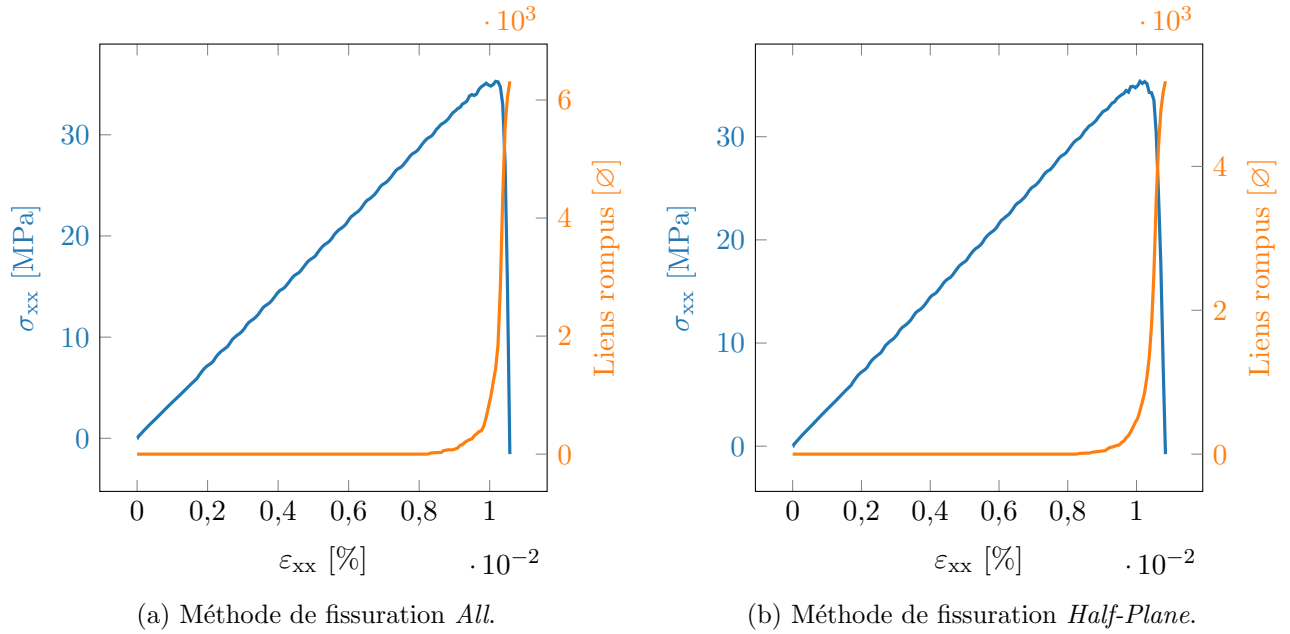 · 10³
30
20
10
0
σxx [MPa]
6
4
2
0
Liens rompus [∅]
0 0,2 0,4 0,6 0,8 1
εxx [%]
· 10⁻²
(a) Méthode de fissuration All.
· 10³
30
20
10
0
σxx [MPa]
4
2
0
Liens rompus [∅]
0 0,2 0,4 0,6 0,8 1
εxx [%]
· 10⁻²
(b) Méthode de fissuration Half-Plane.